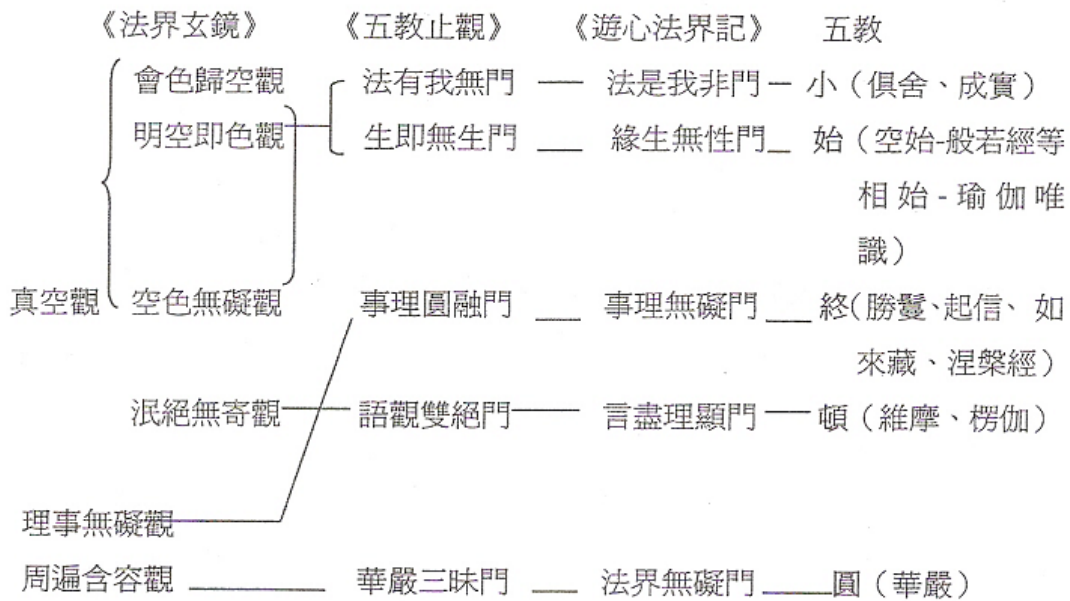 《法界玄鏡》 《五教止觀》 《遊心法界記》 五教
會色歸空觀 法有我無門 法是我非門 小（俱舍、成實）
明空即色觀 生即無生門 緣生無性門 始（空始-般若經等
相始-瑜伽唯
識）
真空觀 空色無礙觀 事理圓融門 事理無礙門 終（勝鬘、起信、如
來藏、涅槃經）
泯絕無寄觀 語觀雙絕門 言盡理顯門 頓（維摩、楞伽）
理事無礙觀
周遍含容觀 華嚴三昧門 法界無礙門 圓（華嚴）